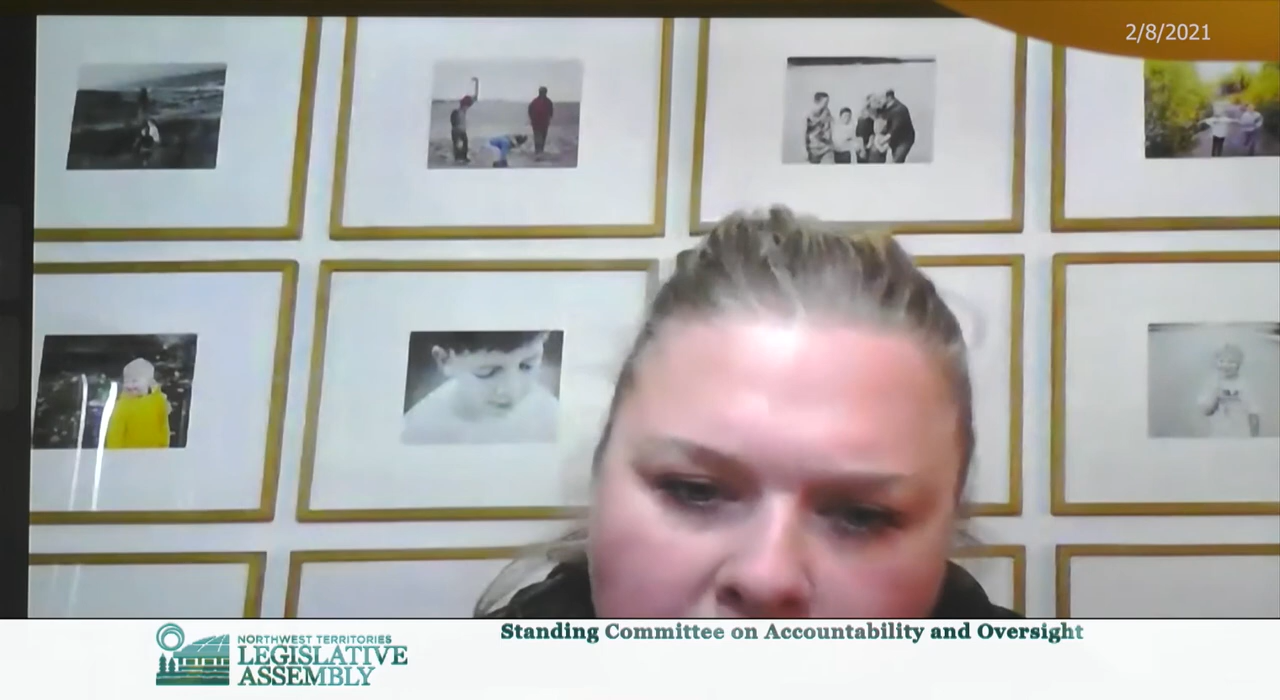 2/8/2021
Standing Committee on Accountability and Oversight
NORTHWEST TERRITORIES
LEGISLATIVE
ASSEMBLY